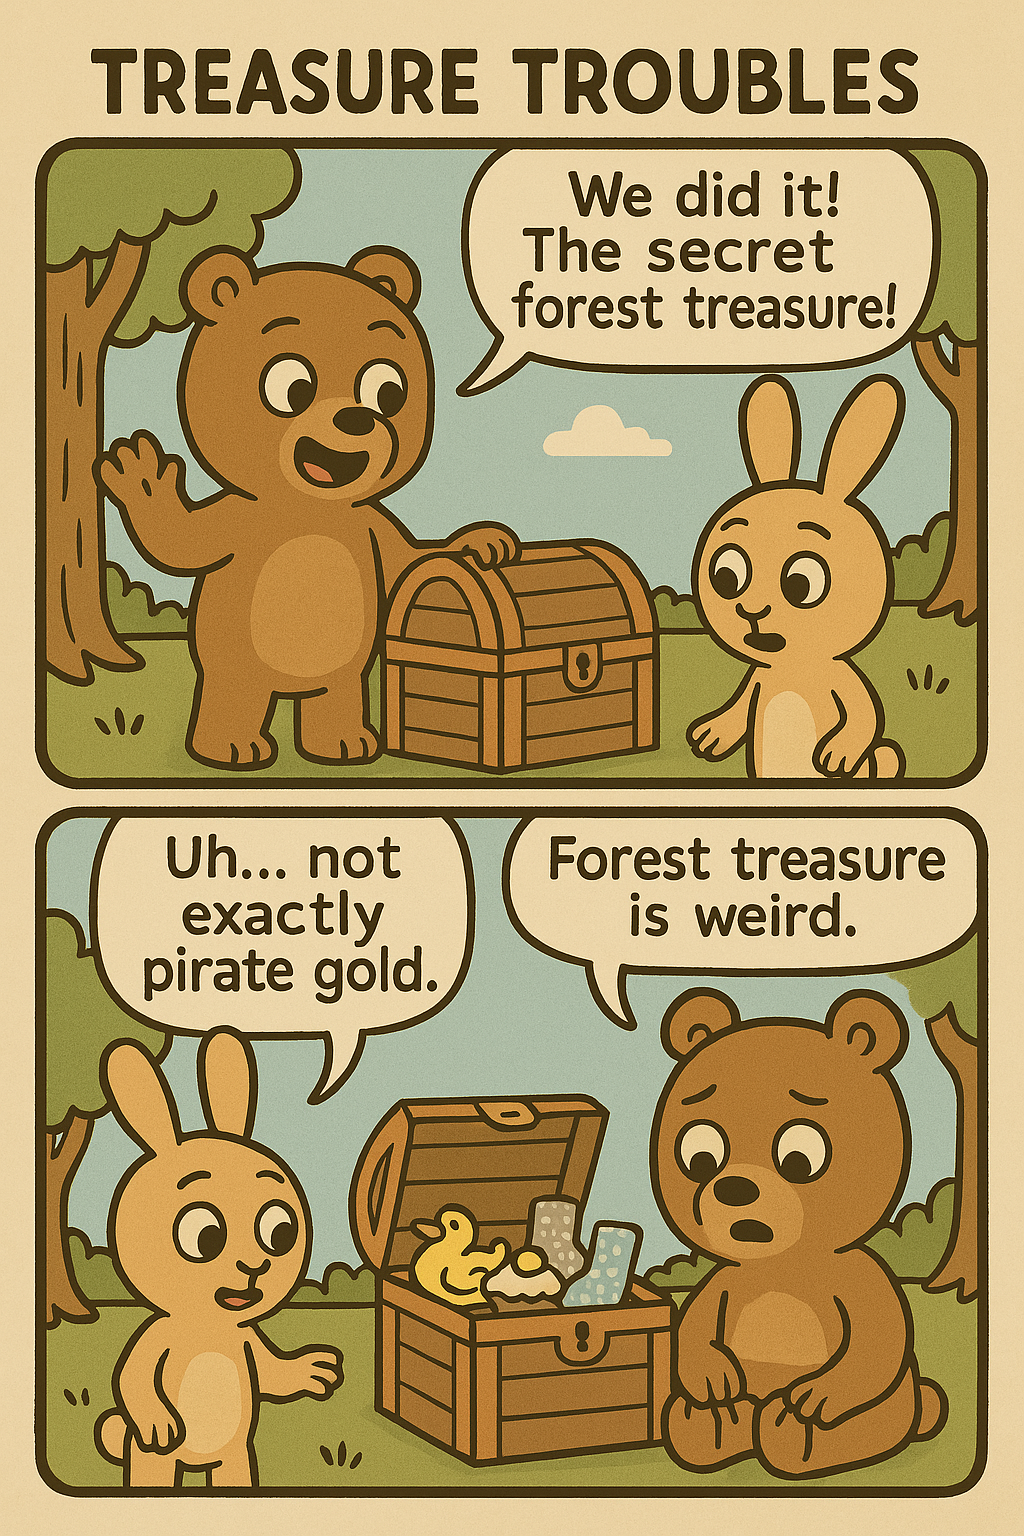 TREASURE TROUBLES
We did it!
The secret
forest treasure!
Uh... not
exactly
pirate gold.
Forest treasure
is weird.